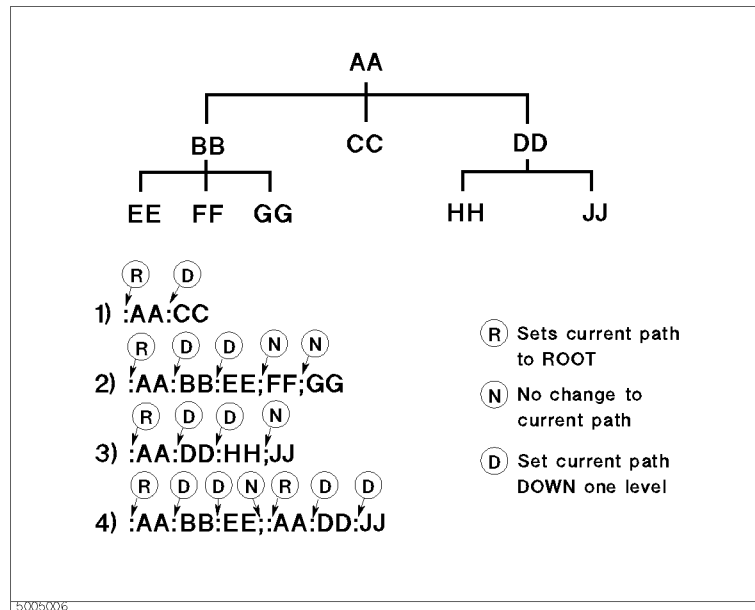 AA
BB CC DD
EE FF GG HH JJ
R D
1) :AA:CC
R D D N N
2) :AA:BB:EE;FF;GG
R D D N
3) :AA:DD:HH;JJ
R D D N R D D
4) :AA:BB:EE;:AA:DD:JJ
R Sets current path
to ROOT
N No change to
current path
D Set current path
DOWN one level
5005006